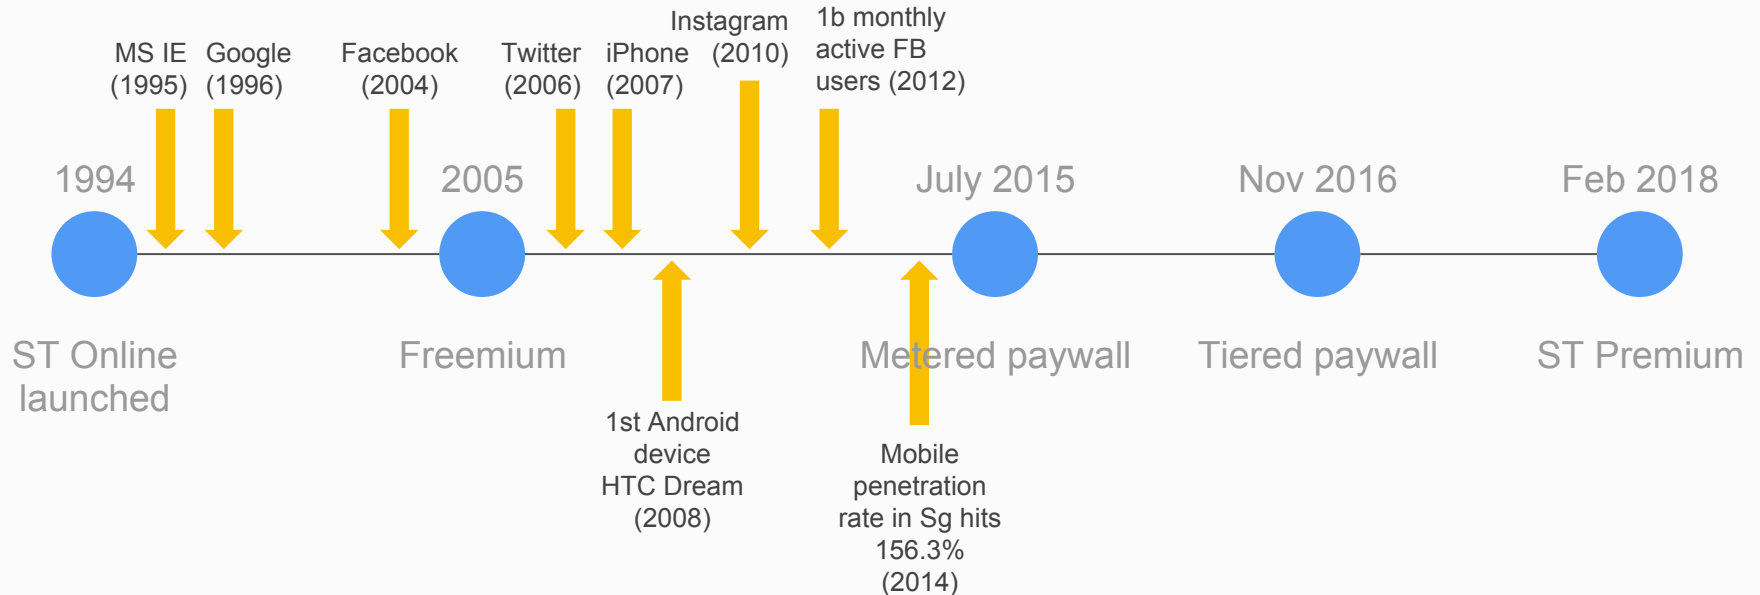 MS IE
(1995)
Google
(1996)
Facebook
(2004)
Twitter
(2006)
iPhone
(2007)
Instagram
(2010)
1b monthly
active FB
users (2012)
1994
2005
July 2015
Nov 2016
Feb 2018
ST Online
launched
Freemium
Metered paywall
Tiered paywall
ST Premium
1st Android
device
HTC Dream
(2008)
Mobile
penetration
rate in Sg hits
156.3%
(2014)